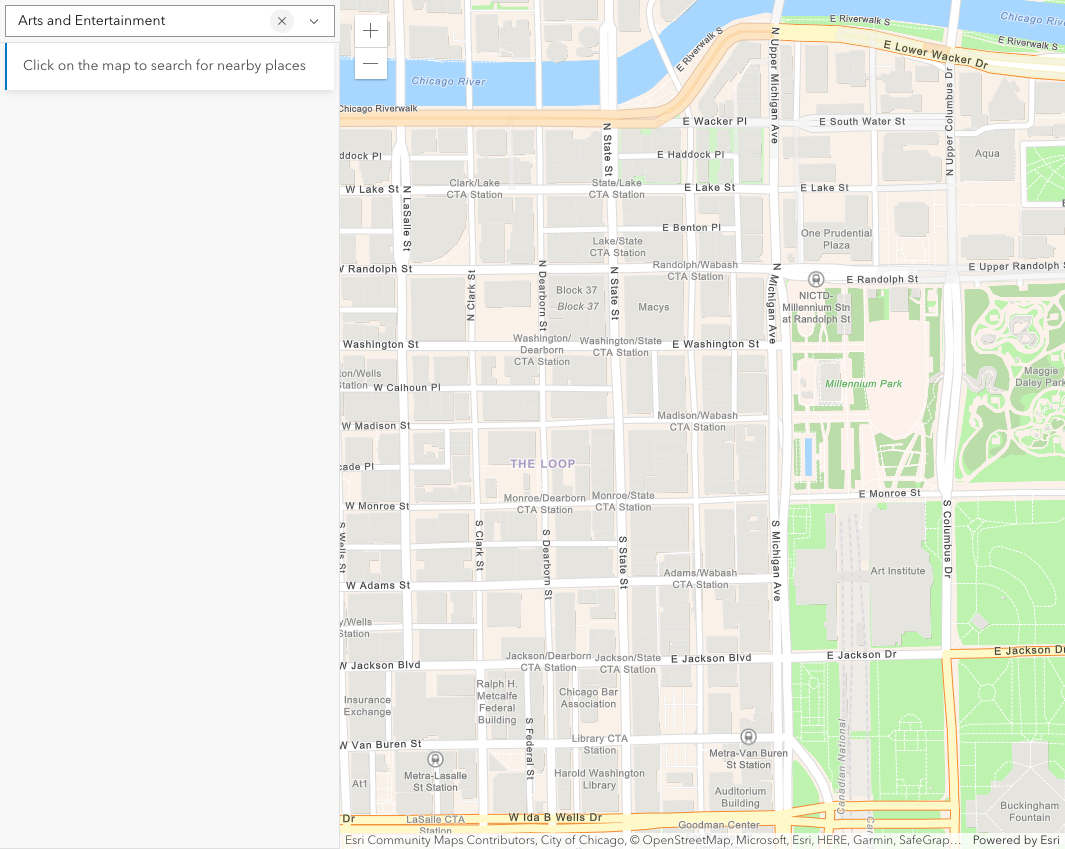 Arts and Entertainment
Click on the map to search for nearby places
E Riverwalk S
Chicago River
E Riverwalk S
E Riverwalk S
E Lower Wacker Dr
Chicago River
Chicago Riverwalk
N Upper Michigan Ave
N Upper Columbus Dr
E Wacker Pl
E South Water St
N State St
E Haddock Pl
Aqua
Clark/Lake
CTA Station
State/Lake
CTA Station
W Lake St
E Lake St
E Lake St
N LaSalle St
E Benton Pl
One Prudential
Plaza
Lake/State
CTA Station
Randolph/Wabash
CTA Station
W Randolph St
E Randolph St
E Upper Randolph St
N Clark St
N Dearborn St
N State St
N Michigan Ave
Block 37
Block 37
Macys
NICTD-
Millennium Stn
at Randolph St
Washington St
Washington/
Dearborn
CTA Station
Washington/State
CTA Station
E Washington St
Station
W Calhoun Pl
Millennium Park
Maggie
Daley Park
W Madison St
Madison/Wabash
CTA Station
THE LOOP
Monroe/Dearborn
CTA Station
Monroe/State
CTA Station
W Monroe St
E Monroe St
S Wells St
S Clark St
S Dearborn St
S State St
S Michigan Ave
S Columbus Dr
Adams/Wabash
CTA Station
Art Institute
W Adams St
Station
Jackson/Dearborn
CTA Station
Jackson/State
CTA Station
W Jackson Blvd
E Jackson Blvd
E Jackson Dr
E Jackson Dr
Insurance
Exchange
Ralph H.
Metcalfe
Federal
Building
Chicago Bar
Association
S Federal St
W Van Buren St
Library CTA
Station
Metra-Van Buren
St Station
Canadian National
Metra-Lasalle
St Station
At1
Harold Washington
Library
Auditorium
Building
Buckingham
Fountain
Dr
LaSalle CTA
Station
W Ida B Wells Dr
Goodman Center
Esri Community Maps Contributors, City of Chicago, © OpenStreetMap, Microsoft, Esri, HERE, Garmin, SafeGrap… Powered by Esri